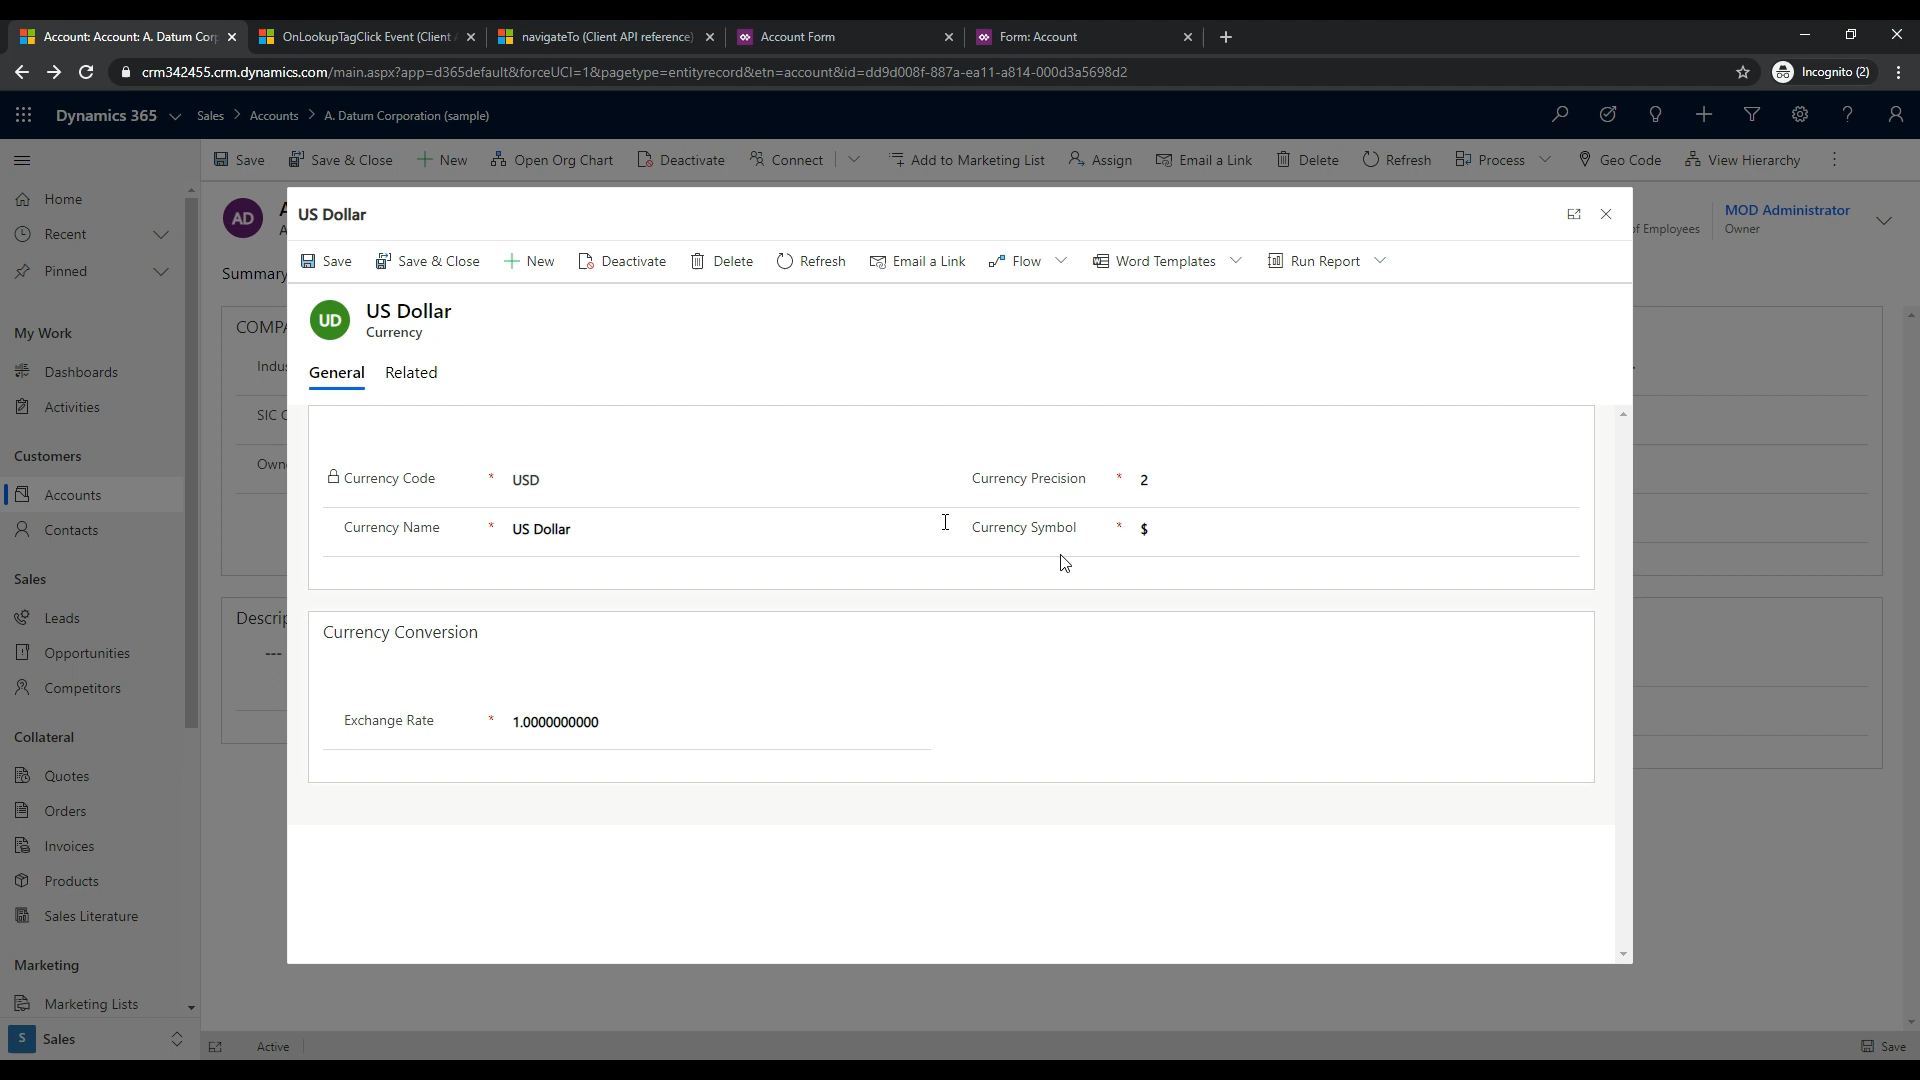 Account: Account: A. Datum Corp
OnLookupTagClick Event (Client A
navigateTo (Client API reference)
Account Form
Form: Account
crm342455.crm.dynamics.com/main.aspx?app=d365default&forceUCI=1&pagetype=entityrecord&etn=account&id=dd9d008f-887a-ea11-a814-000d3a5698d2
Incognito (2)
Dynamics 365
Sales > Accounts > A. Datum Corporation (sample)
Save
Save & Close
New
Open Org Chart
Deactivate
Connect
Add to Marketing List
Assign
Email a Link
Delete
Refresh
Process
Geo Code
View Hierarchy
Home
Recent
Pinned
My Work
Dashboards
Activities
Customers
Accounts
Contacts
Sales
Leads
Opportunities
Competitors
Collateral
Quotes
Orders
Invoices
Products
Sales Literature
Marketing
Marketing Lists
S
Sales
AD
A
A
Summary
of Employees
MOD Administrator
Owner
COMPA
Indus
SIC C
Own
Descrip
---
US Dollar
Save
Save & Close
New
Deactivate
Delete
Refresh
Email a Link
Flow
Word Templates
Run Report
UD
US Dollar
Currency
General
Related
Currency Code * USD
Currency Precision * 2
Currency Name * US Dollar
Currency Symbol * $
Currency Conversion
Exchange Rate * 1.0000000000
Active
Save